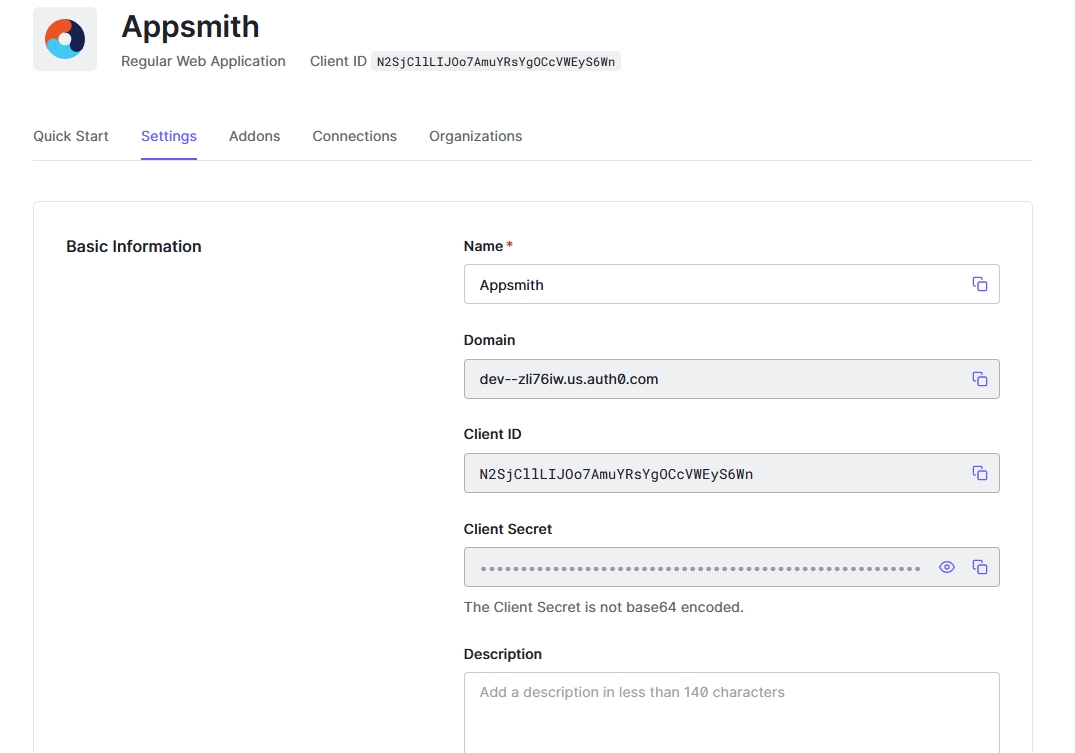 Appsmith
Regular Web Application Client ID N2SjCllLIJOo7AmuYRsYgOCcVWEyS6Wn
Quick Start Settings Addons Connections Organizations
Basic Information
Name *
Appsmith
Domain
dev--zli76iw.us.auth0.com
Client ID
N2SjCllLIJOo7AmuYRsYgOCcVWEyS6Wn
Client Secret
••••••••••••••••••••••••••••••••••••••••••••••••••••••••
The Client Secret is not base64 encoded.
Description
Add a description in less than 140 characters